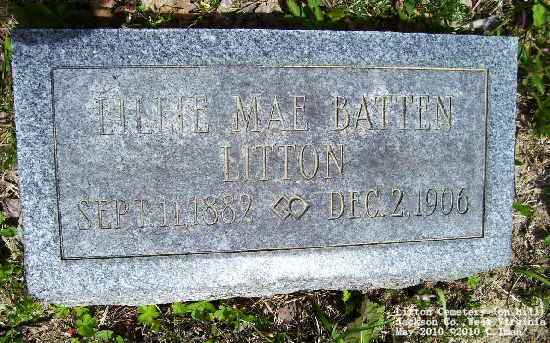 LILLIE MAE BATTEN
LITTON
SEPT. 11, 1882 DEC. 2, 1906
Litton Cemetery (on hill)
Jackson Co., West Virginia
May 2010 ©2010 C. Iman